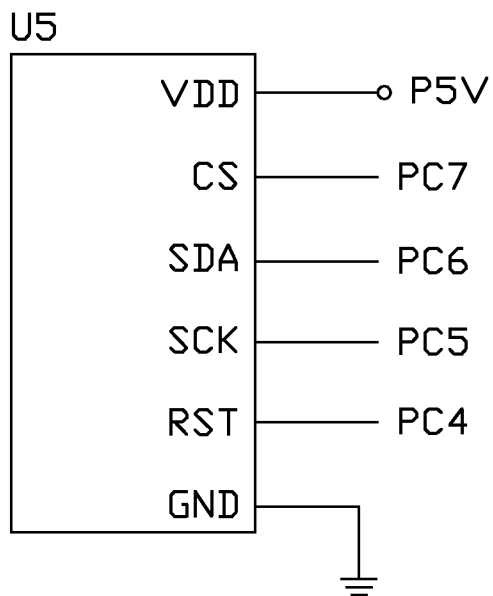 U5
VDD P5V
CS PC7
SDA PC6
SCK PC5
RST PC4
GND